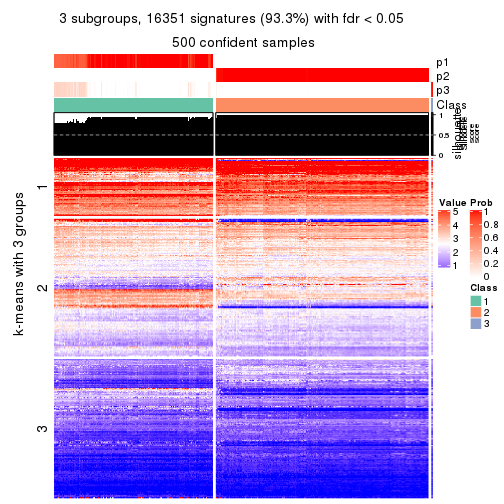 3 subgroups, 16351 signatures (93.3%) with fdr < 0.05
500 confident samples
p1
p2
p3
Class
1
0.5
0
silhouette
score
k-means with 3 groups
1
2
3
Value
5
4
3
2
1
Prob
1
0.8
0.6
0.4
0.2
0
Class
1
2
3